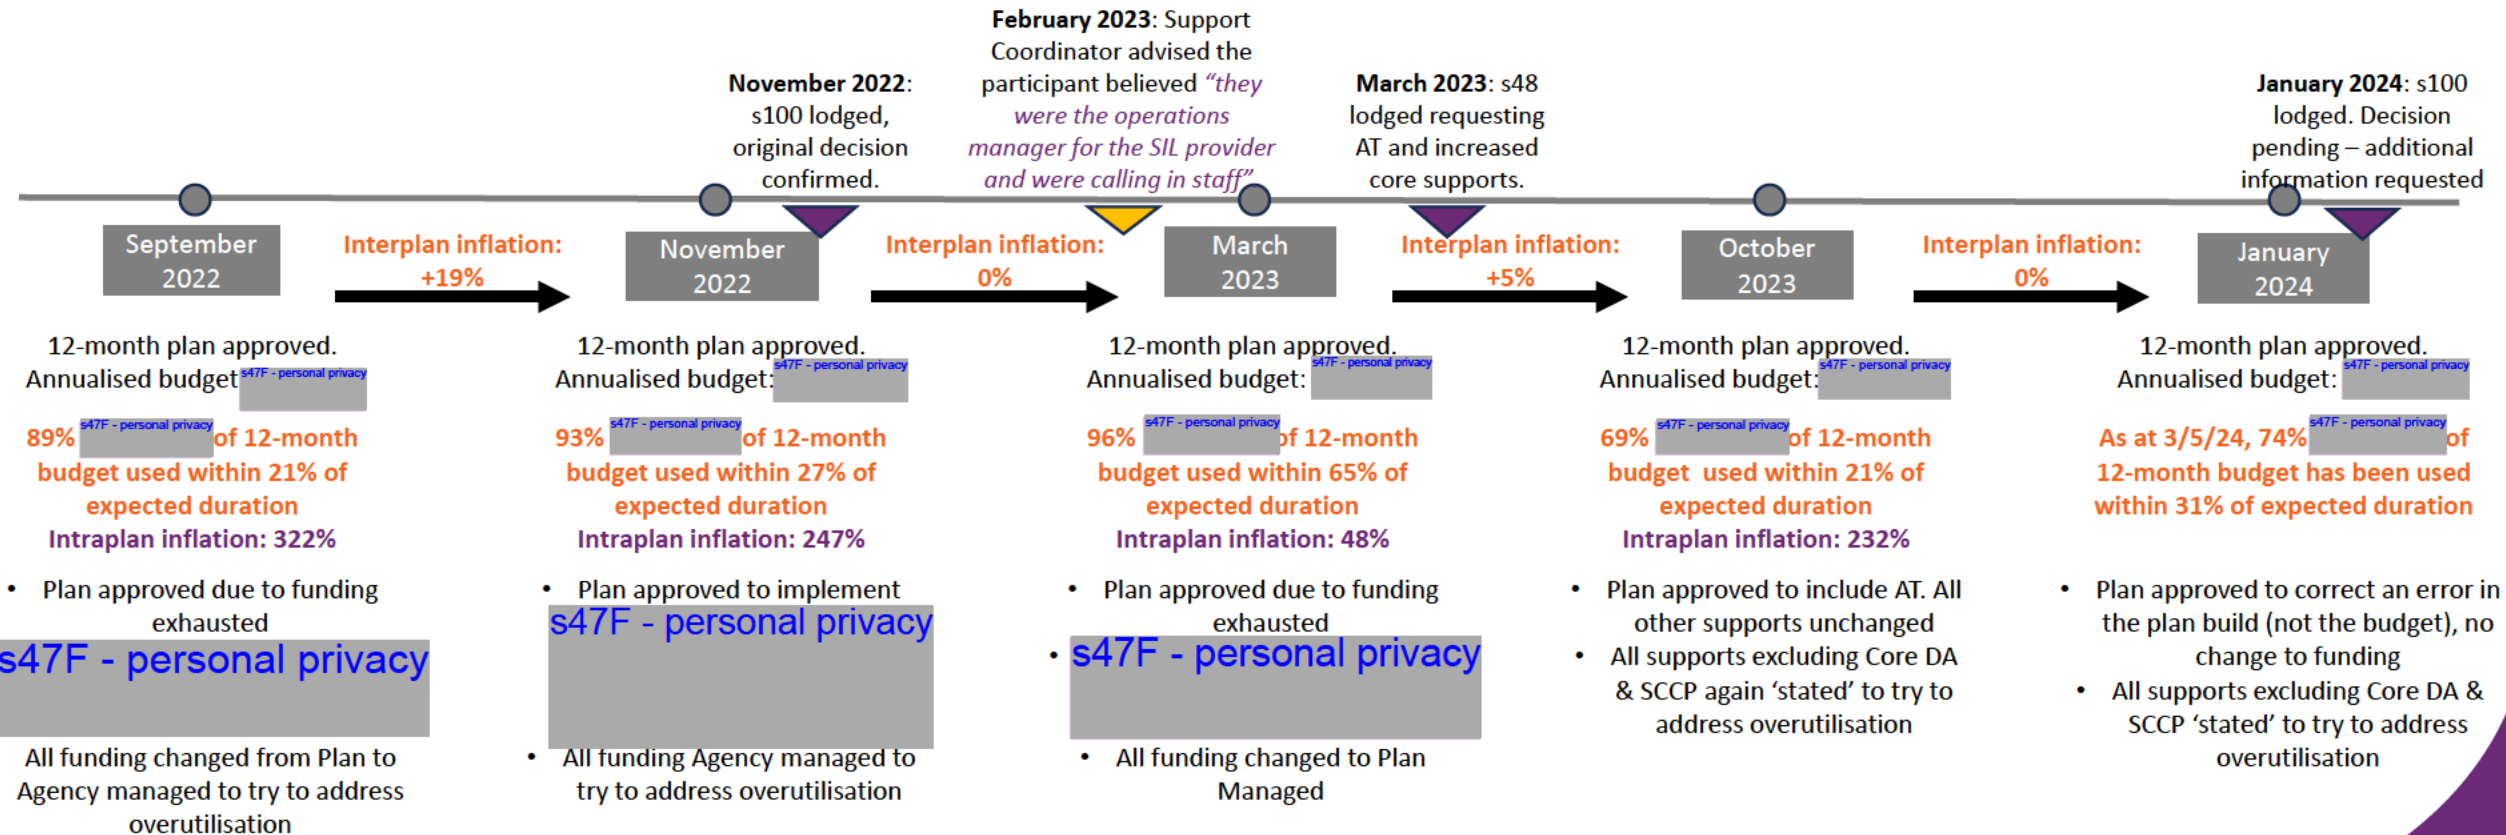 February 2023: Support
Coordinator advised the
participant believed “they
were the operations
manager for the SIL provider
and were calling in staff”
November 2022:
s100 lodged,
original decision
confirmed.
March 2023: s48
lodged requesting
AT and increased
core supports.
January 2024: s100
lodged. Decision
pending – additional
information requested
September
2022
Interplan inflation:
+19%
November
2022
Interplan inflation:
0%
March
2023
Interplan inflation:
+5%
October
2023
Interplan inflation:
0%
January
2024
12-month plan approved.
Annualised budget s47F - personal privacy
89% s47F - personal privacy of 12-month
budget used within 21% of
expected duration
Intraplan inflation: 322%
• Plan approved due to funding
exhausted
s47F - personal privacy
All funding changed from Plan to
Agency managed to try to address
overutilisation
12-month plan approved.
Annualised budget: s47F - personal privacy
93% s47F - personal privacy of 12-month
budget used within 27% of
expected duration
Intraplan inflation: 247%
• Plan approved to implement
s47F - personal privacy
• All funding Agency managed to
try to address overutilisation
12-month plan approved.
Annualised budget: s47F - personal privacy
96% s47F - personal privacy of 12-month
budget used within 65% of
expected duration
Intraplan inflation: 48%
• Plan approved due to funding
exhausted
• s47F - personal privacy
• All funding changed to Plan
Managed
12-month plan approved.
Annualised budget: s47F - personal privacy
69% s47F - personal privacy of 12-month
budget used within 21% of
expected duration
Intraplan inflation: 232%
• Plan approved to include AT. All
other supports unchanged
• All supports excluding Core DA
& SCCP again ‘stated’ to try to
address overutilisation
12-month plan approved.
Annualised budget: s47F - personal privacy
As at 3/5/24, 74% s47F - personal privacy of
12-month budget has been used
within 31% of expected duration
• Plan approved to correct an error in
the plan build (not the budget), no
change to funding
• All supports excluding Core DA &
SCCP ‘stated’ to try to address
overutilisation